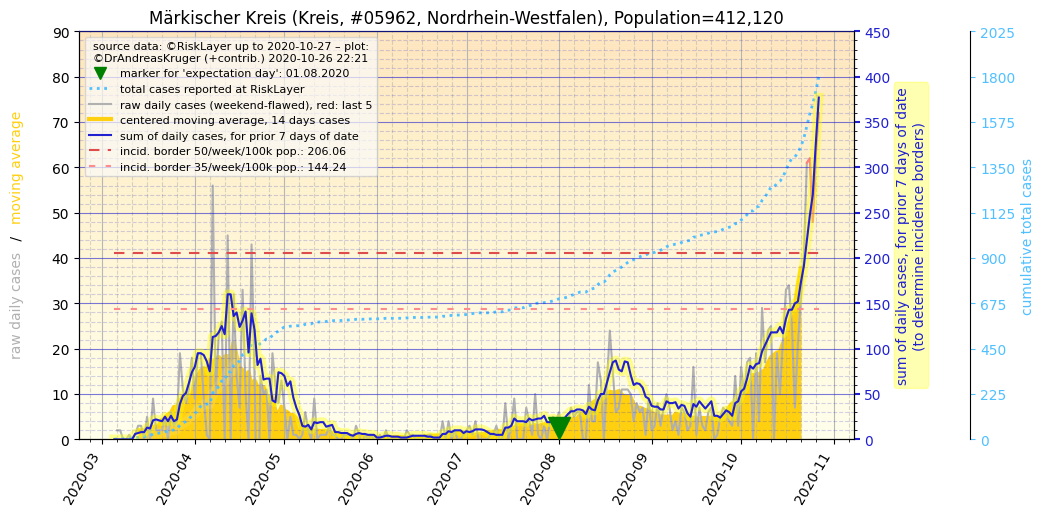 Märkischer Kreis (Kreis, #05962, Nordrhein-Westfalen), Population=412,120
source data: ©RiskLayer up to 2020-10-27 – plot:
©DrAndreasKruger (+contrib.) 2020-10-26 22:21
marker for 'expectation day': 01.08.2020
total cases reported at RiskLayer
raw daily cases (weekend-flawed), red: last 5
centered moving average, 14 days cases
sum of daily cases, for prior 7 days of date
incid. border 50/week/100k pop.: 206.06
incid. border 35/week/100k pop.: 144.24
raw daily cases / moving average
90
80
70
60
50
40
30
20
10
0
2020-03
2020-04
2020-05
2020-06
2020-07
2020-08
2020-09
2020-10
2020-11
450
400
350
300
250
200
150
100
50
0
sum of daily cases, for prior 7 days of date
(to determine incidence borders)
2025
1800
1575
1350
1125
900
675
450
225
0
cumulative total cases